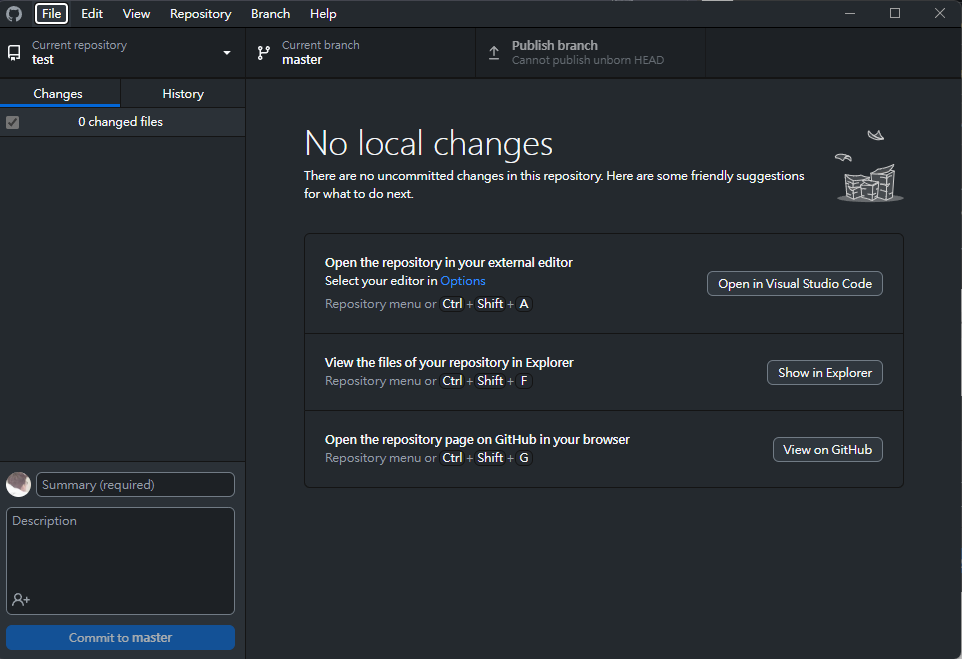 File Edit View Repository Branch Help
Current repository
test
Current branch
master
Publish branch
Cannot publish unborn HEAD
Changes
History
0 changed files
No local changes
There are no uncommitted changes in this repository. Here are some friendly suggestions
for what to do next.
Open the repository in your external editor
Select your editor in Options
Repository menu or Ctrl + Shift + A
Open in Visual Studio Code
View the files of your repository in Explorer
Repository menu or Ctrl + Shift + F
Show in Explorer
Open the repository page on GitHub in your browser
Repository menu or Ctrl + Shift + G
View on GitHub
Summary (required)
Description
Commit to master